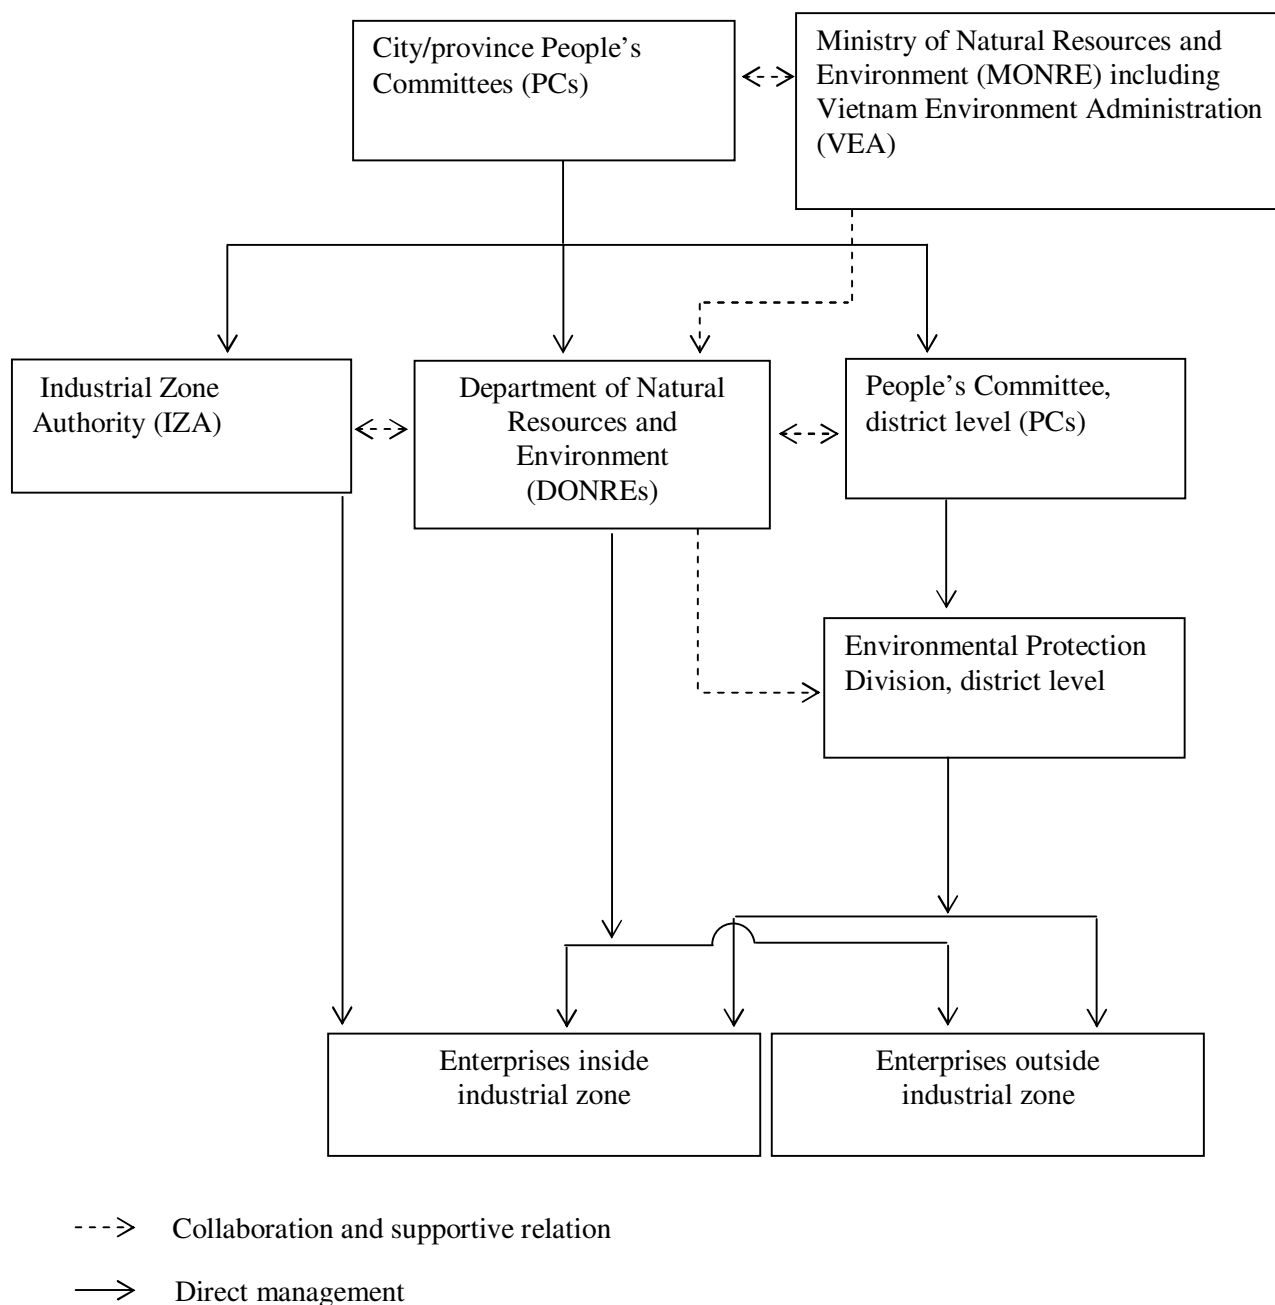 City/province People’s
Committees (PCs)
Ministry of Natural Resources and
Environment (MONRE) including
Vietnam Environment Administration
(VEA)
Industrial Zone
Authority (IZA)
Department of Natural
Resources and
Environment
(DONREs)
People’s Committee,
district level (PCs)
Environmental Protection
Division, district level
Enterprises inside
industrial zone
Enterprises outside
industrial zone
Collaboration and supportive relation
Direct management